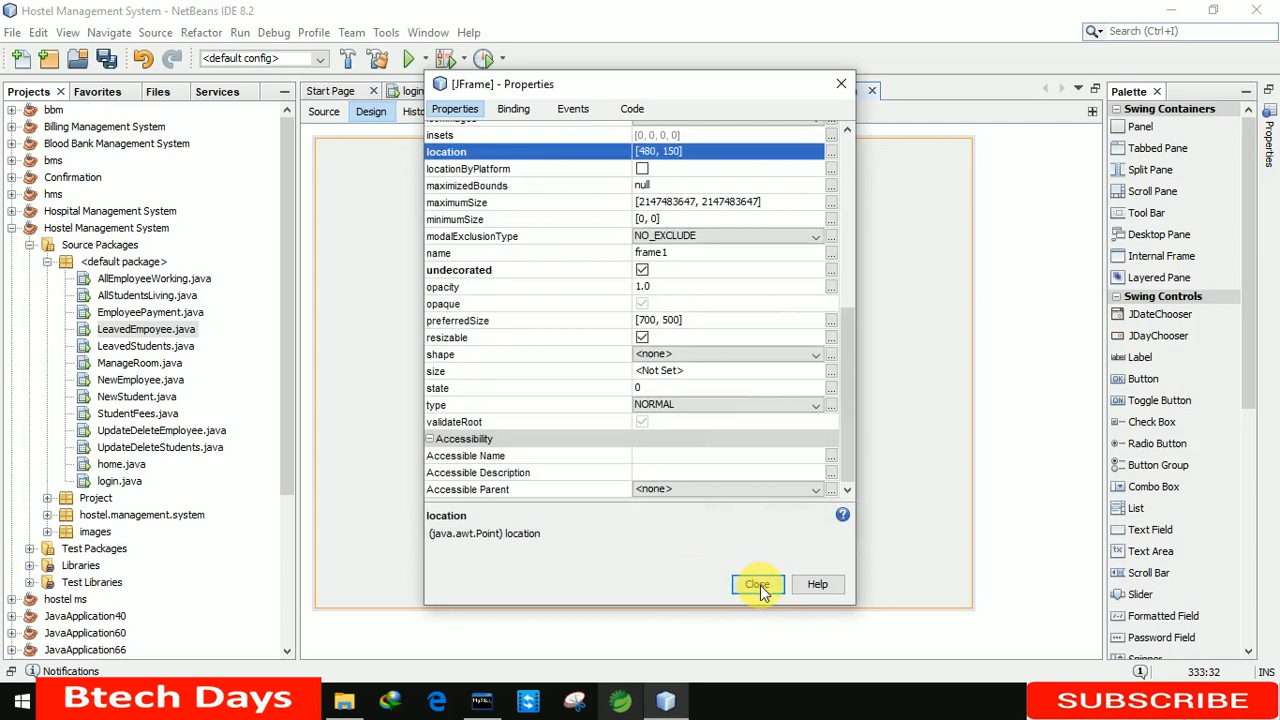 Hostel Management System - NetBeans IDE 8.2
File Edit View Navigate Source Refactor Run Debug Profile Team Tools Window Help
Search (Ctrl+I)
<default config>
Projects Favorites Files Services
Start Page
[JFrame] - Properties
Palette
Source Design
Properties Binding Events Code
bbm
Billing Management System
Blood Bank Management System
bms
Confirmation
hms
Hospital Management System
Hostel Management System
Source Packages
<default package>
AllEmployeeWorking.java
AllStudentsLiving.java
EmployeePayment.java
LeavedEmpoyee.java
LeavedStudents.java
ManageRoom.java
NewEmployee.java
NewStudent.java
StudentFees.java
UpdateDeleteEmployee.java
UpdateDeleteStudents.java
home.java
login.java
Project
hostel.management.system
images
Test Packages
Libraries
Test Libraries
hostel ms
JavaApplication40
JavaApplication60
JavaApplication66
insets [0, 0, 0, 0]
location [480, 150]
locationByPlatform
maximizedBounds null
maximumSize [2147483647, 2147483647]
minimumSize [0, 0]
modalExclusionType NO_EXCLUDE
name frame1
undecorated
opacity 1.0
opaque
preferredSize [700, 500]
resizable
shape <none>
size <Not Set>
state 0
type NORMAL
validateRoot
Accessibility
Accessible Name
Accessible Description
Accessible Parent <none>
location
(java.awt.Point) location
Close Help
Swing Containers
Panel
Tabbed Pane
Split Pane
Scroll Pane
Tool Bar
Desktop Pane
Internal Frame
Layered Pane
Swing Controls
JDateChooser
JDayChooser
Label
Button
Toggle Button
Check Box
Radio Button
Button Group
Combo Box
List
Text Field
Text Area
Scroll Bar
Slider
Formatted Field
Password Field
Properties
Notifications
333:32 INS
Btech Days
SUBSCRIBE